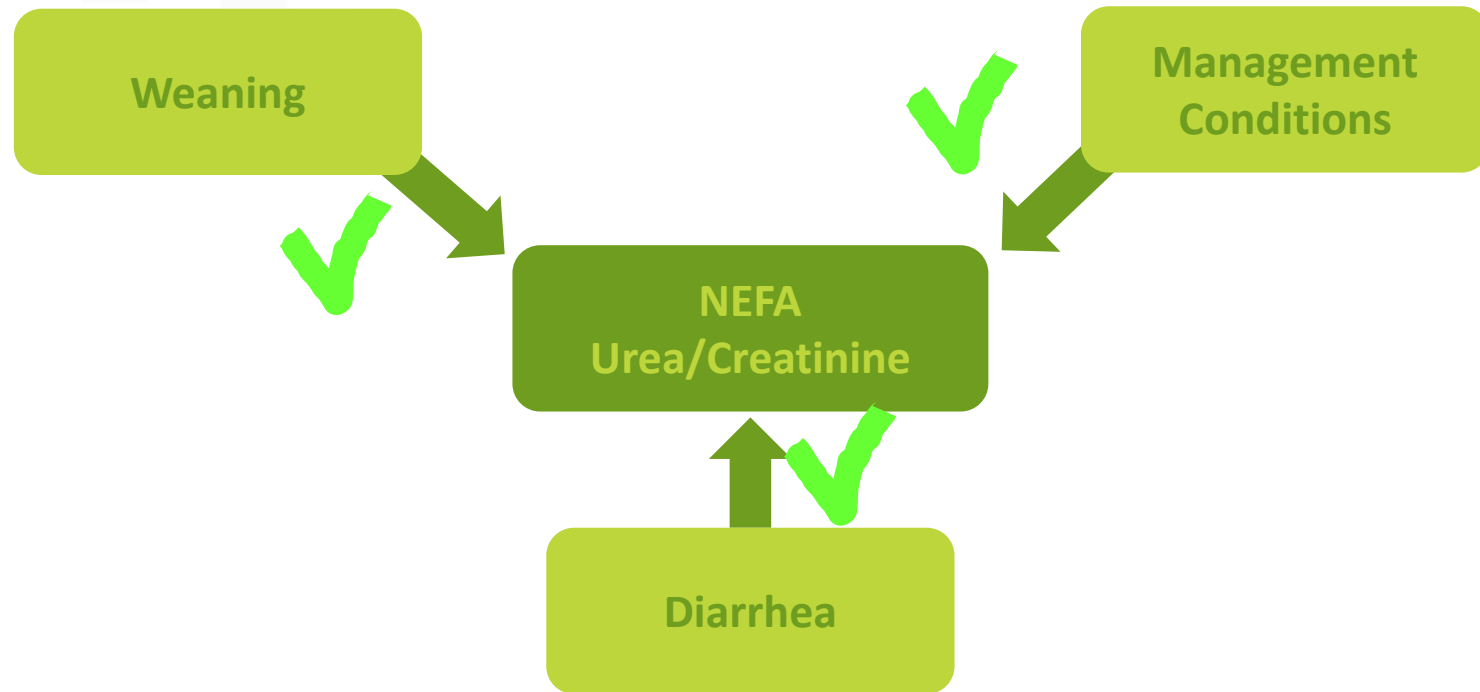 Weaning
Management
Conditions
NEFA
Urea/Creatinine
Diarrhea